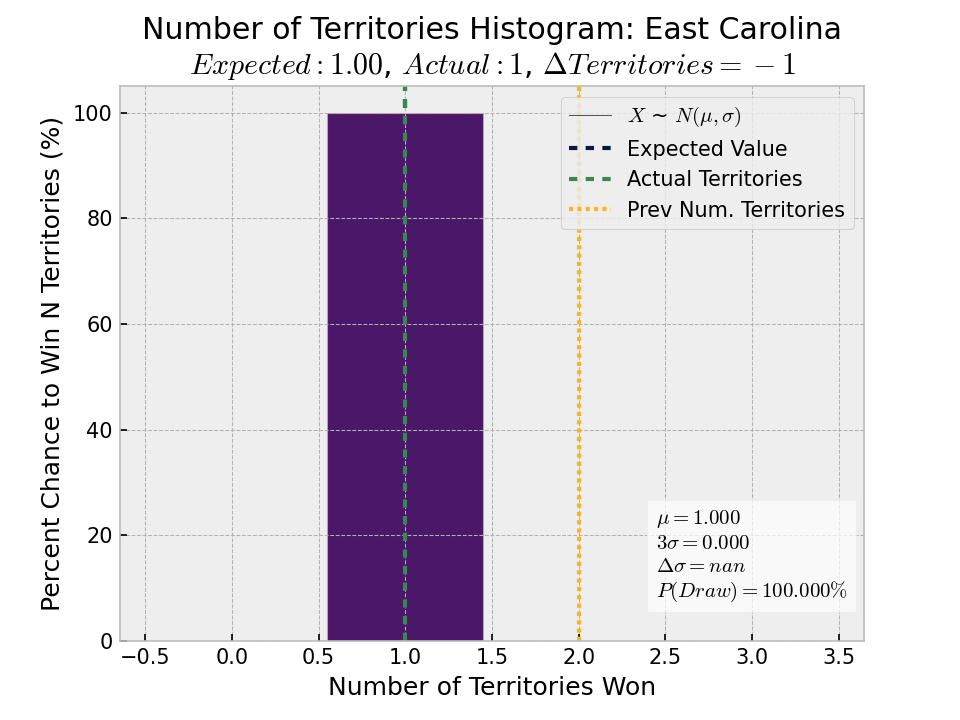 Number of Territories Histogram: East Carolina
Expected : 1.00, Actual : 1, ΔTerritories = − 1
Percent Chance to Win N Territories (%)
100
80
60
40
20
0
X ∼ N(μ, σ)
Expected Value
Actual Territories
Prev Num. Territories
μ = 1.000
3σ = 0.000
Δσ = nan
P(Draw) = 100.000%
−0.5 0.0 0.5 1.0 1.5 2.0 2.5 3.0 3.5
Number of Territories Won